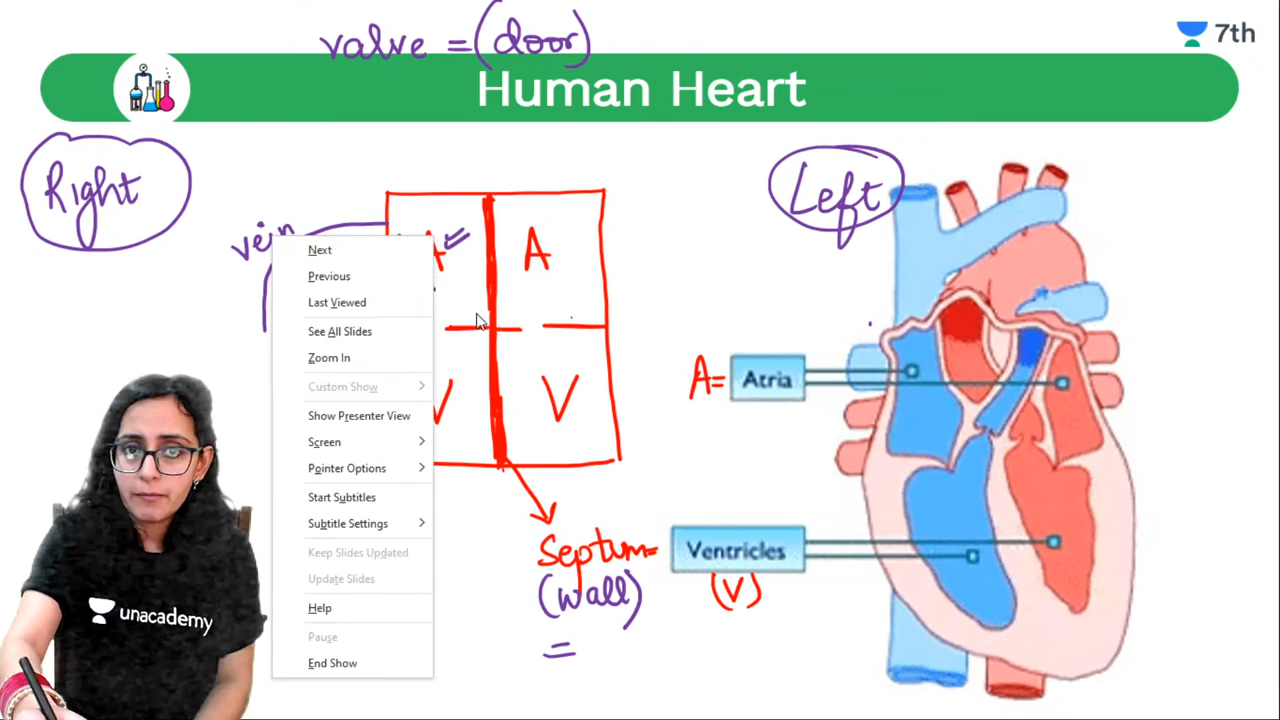 valve = (door)
7th
Human Heart
Right
Left
vein
A
A
Next
Previous
Last Viewed
See All Slides
Zoom In
Custom Show
Show Presenter View
Screen
Pointer Options
Start Subtitles
Subtitle Settings
Keep Slides Updated
Update Slides
Help
Pause
End Show
V
V
A= Atria
Septum=
(wall)
=
Ventricles
(V)
unacademy